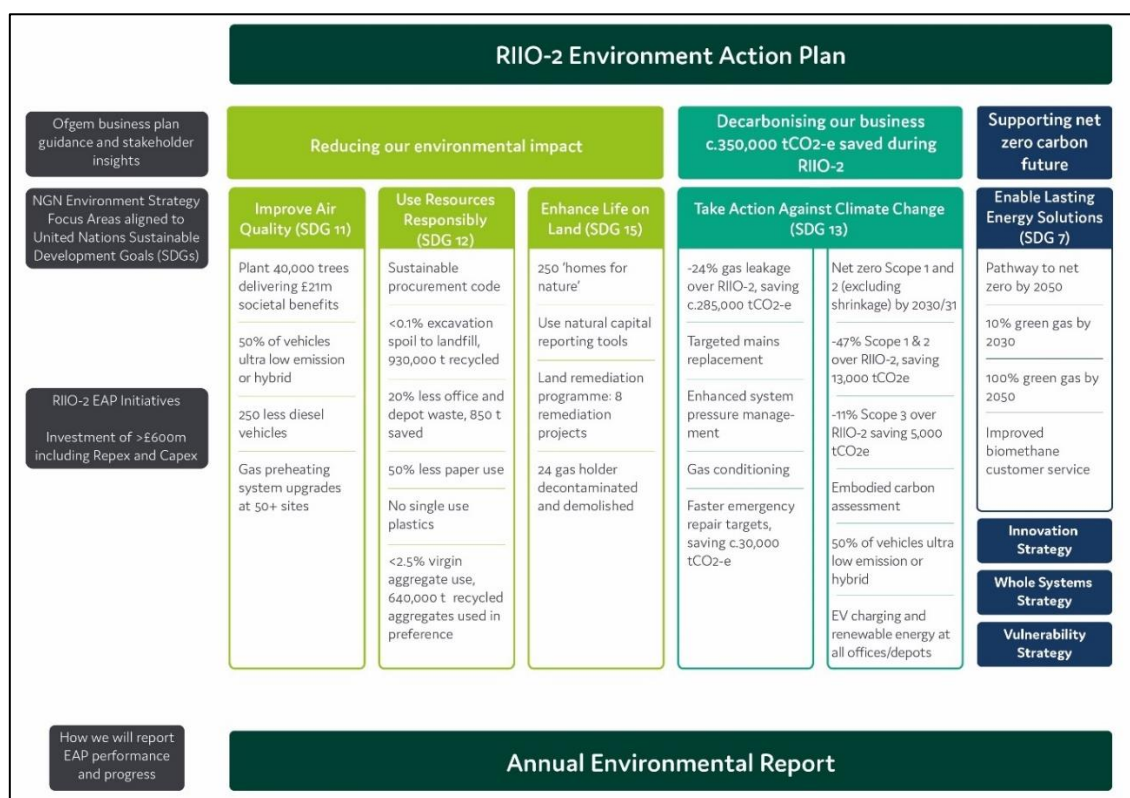 RIIO-2 Environment Action Plan
Ofgem business plan
guidance and stakeholder
insights
Reducing our environmental impact
Decarbonising our business
c.350,000 tCO2-e saved during
RIIO-2
Supporting net
zero carbon
future
NGN Environment Strategy
Focus Areas aligned to
United Nations Sustainable
Development Goals (SDGs)
Improve Air
Quality (SDG 11)
Use Resources
Responsibly
(SDG 12)
Enhance Life on
Land (SDG 15)
Take Action Against Climate Change
(SDG 13)
Enable Lasting
Energy Solutions
(SDG 7)
RIIO-2 EAP Initiatives
Investment of >£600m
including Repex and Capex
Plant 40,000 trees
delivering £21m
societal benefits
50% of vehicles
ultra low emission
or hybrid
250 less diesel
vehicles
Gas preheating
system upgrades
at 50+ sites
Sustainable
procurement code
<0.1% excavation
spoil to landfill,
930,000 t recycled
20% less office and
depot waste, 850 t
saved
50% less paper use
No single use
plastics
<2.5% virgin
aggregate use,
640,000 t recycled
aggregates used in
preference
250 'homes for
nature'
Use natural capital
reporting tools
Land remediation
programme: 8
remediation
projects
24 gas holder
decontaminated
and demolished
-24% gas leakage
over RIIO-2, saving
c.285,000 tCO2-e
Targeted mains
replacement
Enhanced system
pressure manage-
ment
Gas conditioning
Faster emergency
repair targets,
saving c.30,000
tCO2-e
Net zero Scope 1 and
2 (excluding
shrinkage) by 2030/31
-47% Scope 1 & 2
over RIIO-2, saving
13,000 tCO2e
-11% Scope 3 over
RIIO-2 saving 5,000
tCO2e
Embodied carbon
assessment
50% of vehicles ultra
low emission or
hybrid
EV charging and
renewable energy at
all offices/depots
Pathway to net
zero by 2050
10% green gas by
2030
100% green gas by
2050
Improved
biomethane
customer service
Innovation
Strategy
Whole Systems
Strategy
Vulnerability
Strategy
How we will report
EAP performance
and progress
Annual Environmental Report